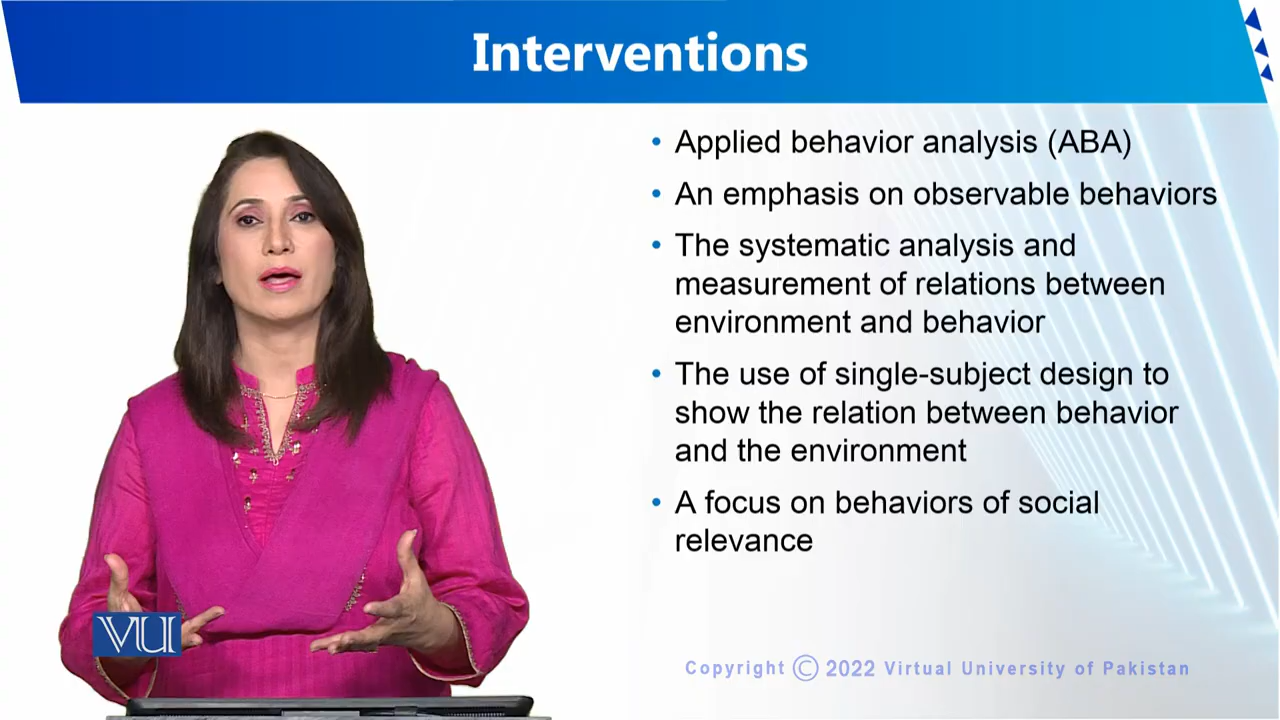 Interventions
• Applied behavior analysis (ABA)
• An emphasis on observable behaviors
• The systematic analysis and
measurement of relations between
environment and behavior
• The use of single-subject design to
show the relation between behavior
and the environment
• A focus on behaviors of social
relevance
VU
Copyright © 2022 Virtual University of Pakistan